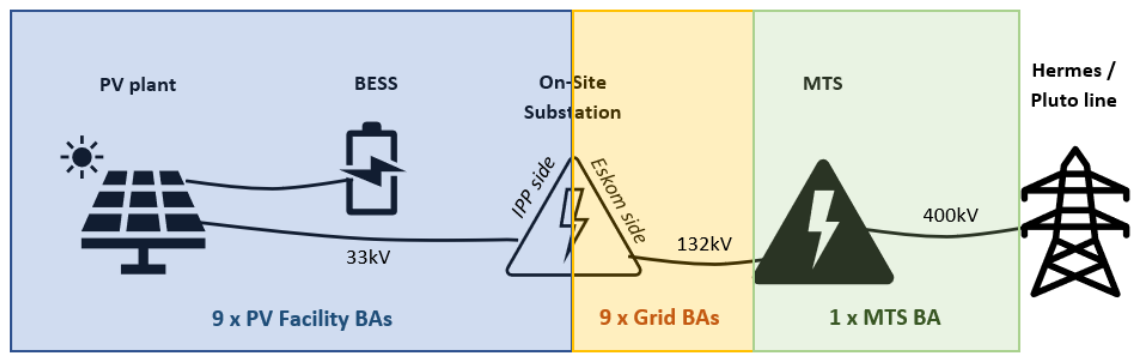 PV plant
BESS
On-Site
Substation
MTS
Hermes /
Pluto line
IPP side
Eskom side
33kV
132kV
400kV
9 x PV Facility BAs
9 x Grid BAs
1 x MTS BA